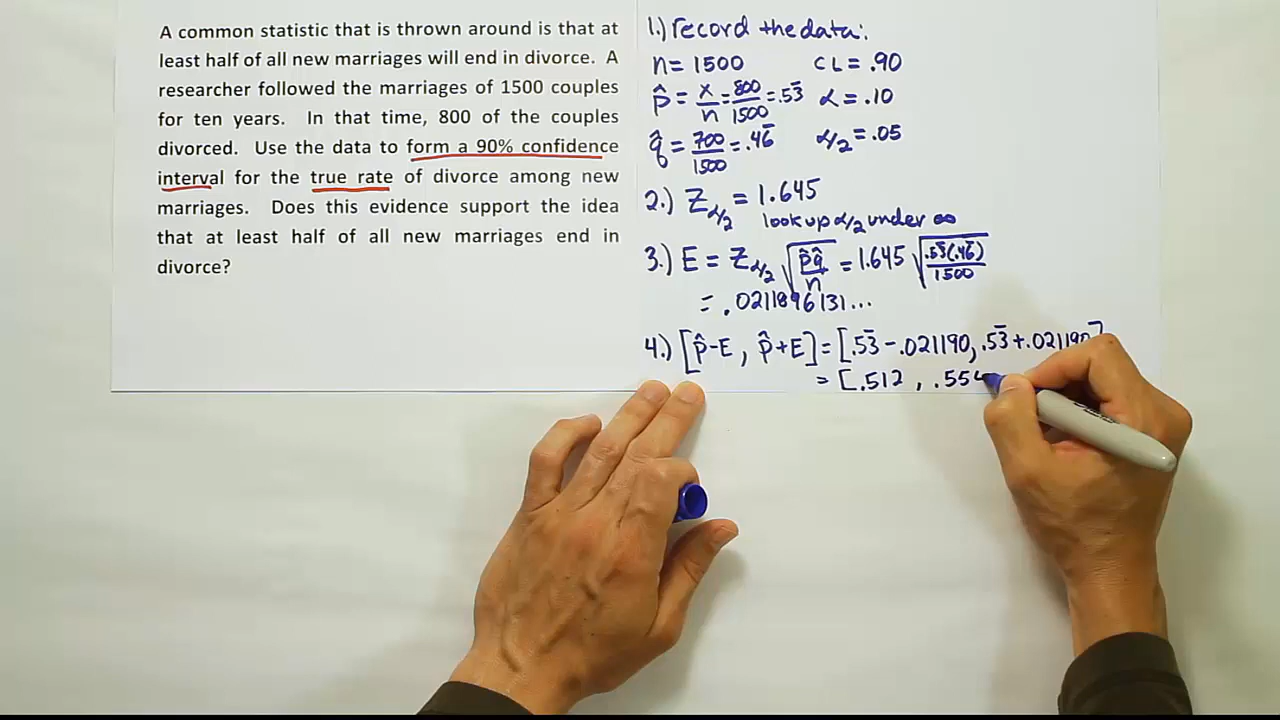 A common statistic that is thrown around is that at
least half of all new marriages will end in divorce. A
researcher followed the marriages of 1500 couples
for ten years. In that time, 800 of the couples
divorced. Use the data to form a 90% confidence
interval for the true rate of divorce among new
marriages. Does this evidence support the idea
that at least half of all new marriages end in
divorce?
1.) record the data:
n = 1500 CL = .90
p̂ = x/n = 800/1500 = .53̅ α = .10
q̂ = 700/1500 = .46̅ α/2 = .05
2.) Z α/2 = 1.645
look up α/2 under ∞
3.) E = Z α/2 √(p̂q̂/n) = 1.645 √(.53̅(.46̅)/1500)
= .0211896131...
4.) [p̂-E, p̂+E] = [.53̅ - .021190, .53̅ + .021190]
= [.512, .554